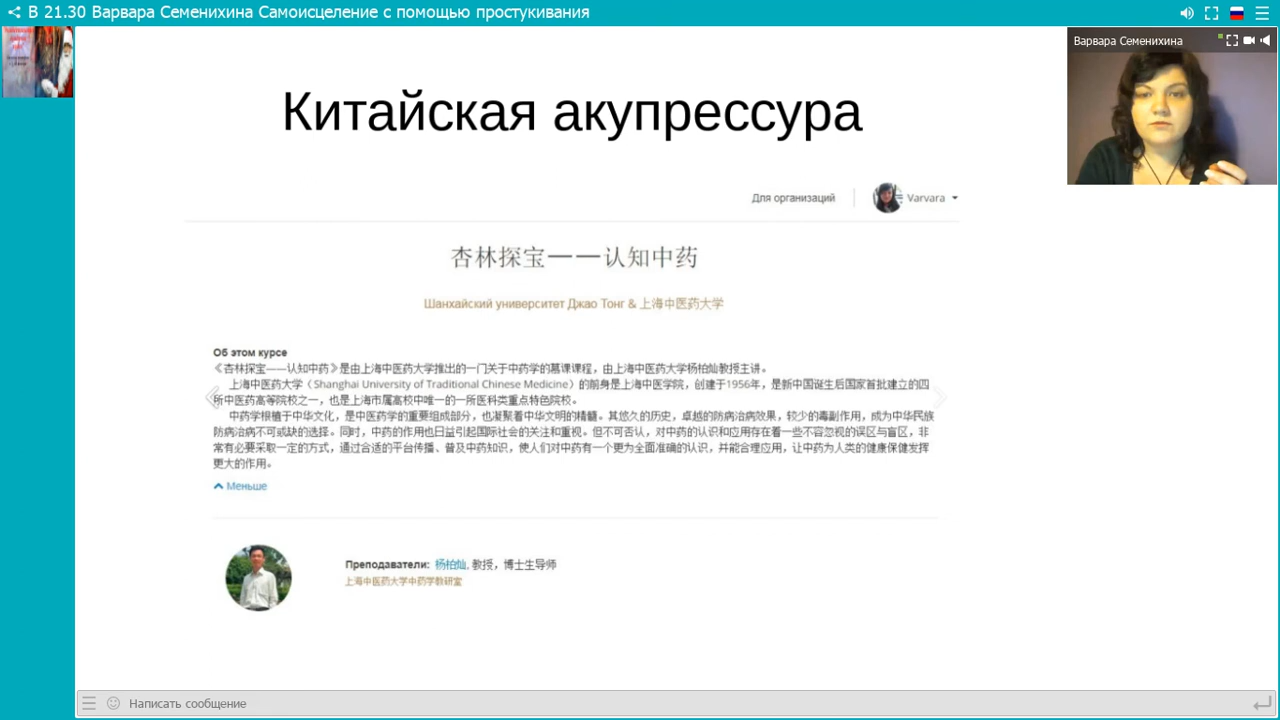 В 21.30 Варвара Семенихина Самоисцеление с помощью простукивания
Варвара Семенихина
Китайская акупрессура
Для организаций
Varvara
杏林探宝——认知中药
Шанхайский университет Джао Тонг & 上海中医药大学
Об этом курсе
《杏林探宝——认知中药》是由上海中医药大学推出的一门关于中药学的慕课课程，由上海中医药大学杨柏灿教授主讲。
上海中医药大学（Shanghai University of Traditional Chinese Medicine）的前身是上海中医学院，创建于1956年，是新中国诞生后国家首批建立的四
所中医药高等院校之一，也是上海市属高校中唯一的一所医科类重点特色院校。
中药学根植于中华文化，是中医药学的重要组成部分，也凝聚着中华文明的精髓。其悠久的历史，卓越的防病治病效果，较少的毒副作用，成为中华民族
防病治病不可或缺的选择。同时，中药的作用也日益引起国际社会的关注和重视。但不可否认，对中药的认识和应用存在着一些不容忽视的误区与盲区，非
常有必要采取一定的方式，通过合适的平台传播、普及中药知识，使人们对中药有一个更为全面准确的认识，并能合理应用，让中药为人类的健康保健发挥
更大的作用。
Меньше
Преподаватели: 杨柏灿, 教授，博士生导师
上海中医药大学中药学教研室
Написать сообщение